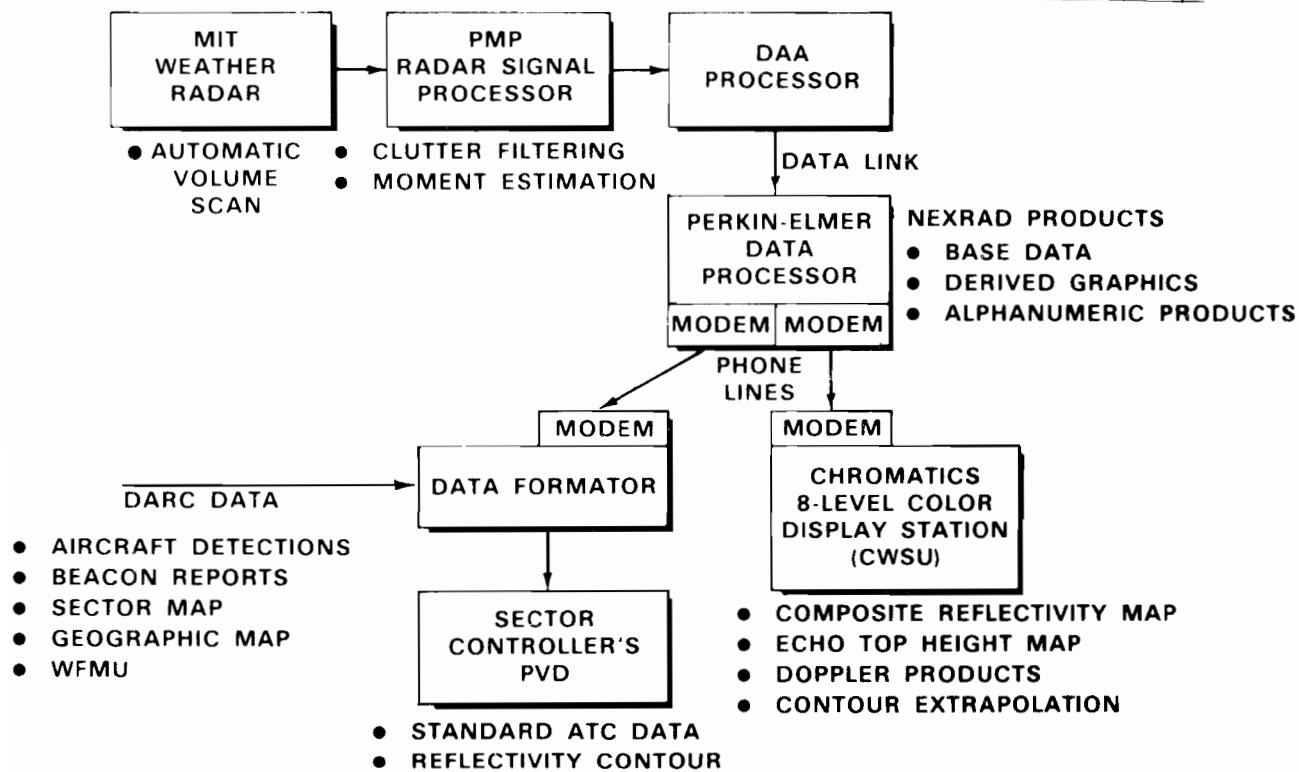 MIT
WEATHER
RADAR
PMP
RADAR SIGNAL
PROCESSOR
DAA
PROCESSOR
● AUTOMATIC
VOLUME
SCAN
● CLUTTER FILTERING
● MOMENT ESTIMATION
DATA LINK
PERKIN-ELMER
DATA
PROCESSOR
MODEM
MODEM
NEXRAD PRODUCTS
● BASE DATA
● DERIVED GRAPHICS
● ALPHANUMERIC PRODUCTS
PHONE
LINES
MODEM
DATA FORMATOR
MODEM
CHROMATICS
8-LEVEL COLOR
DISPLAY STATION
(CWSU)
DARC DATA
● AIRCRAFT DETECTIONS
● BEACON REPORTS
● SECTOR MAP
● GEOGRAPHIC MAP
● WFMU
SECTOR
CONTROLLER'S
PVD
● STANDARD ATC DATA
● REFLECTIVITY CONTOUR
● COMPOSITE REFLECTIVITY MAP
● ECHO TOP HEIGHT MAP
● DOPPLER PRODUCTS
● CONTOUR EXTRAPOLATION